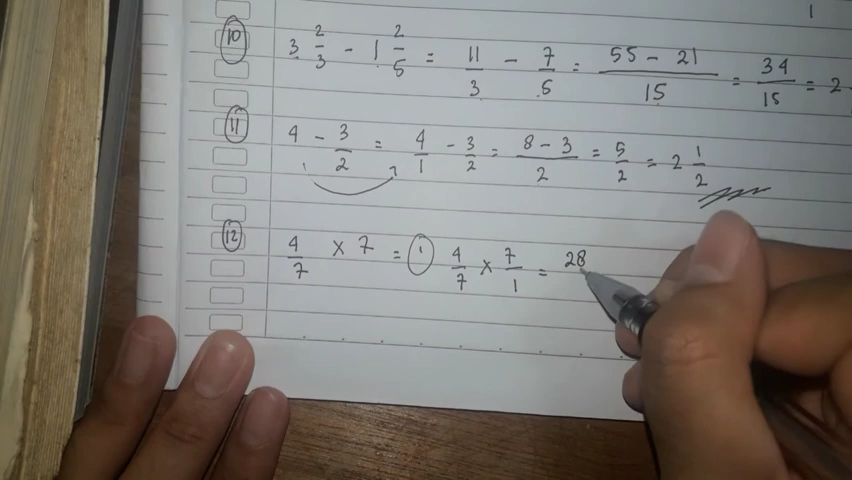 10 3 2/3 - 1 2/5 = 11/3 - 7/5 = 55 - 21/15 = 34/15 = 2
11 4 - 3/2 = 4/1 - 3/2 = 8 - 3/2 = 5/2 = 2 1/2
12 4/7 × 7 = 1 4/7 × 7/1 = 28